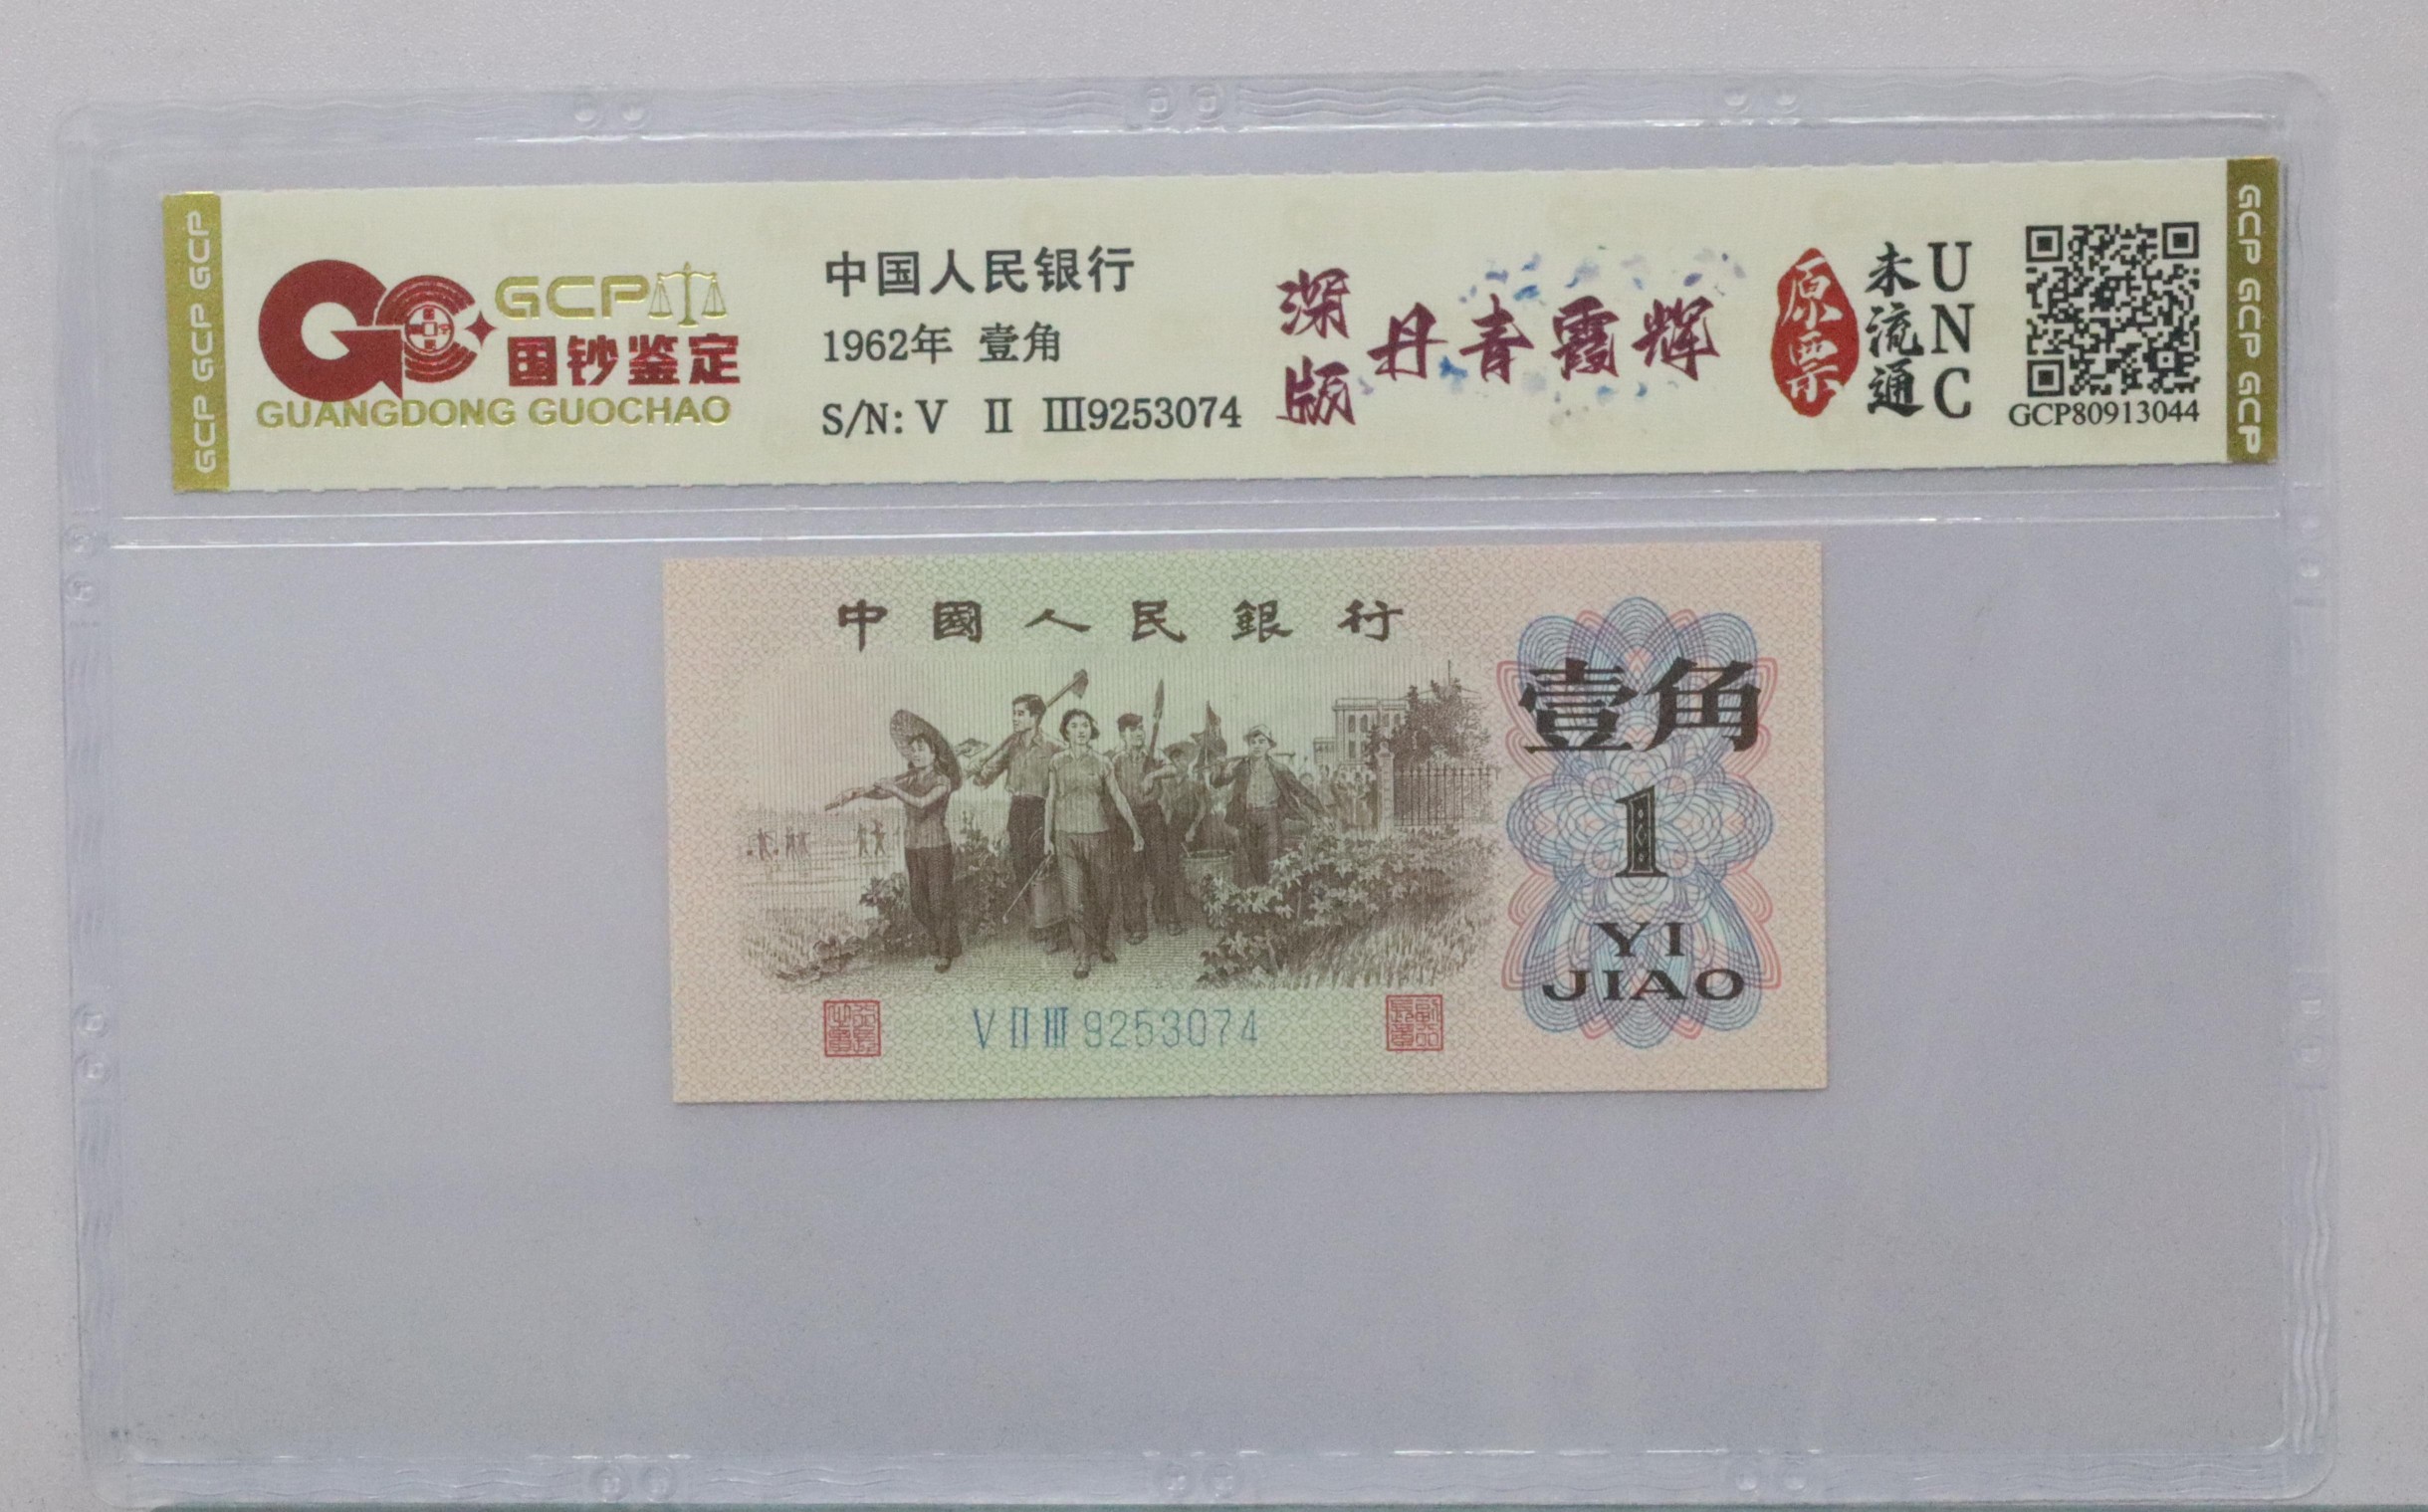 GCP GCP GCP
GCP
国钞鉴定
GUANGDONG GUOCHAO
中国人民银行
1962年 壹角
S/N: V Ⅱ Ⅲ9253074
深版
丹青霞辉
原票
未流通
UNC
GCP80913044
GCP GCP GCP
中國人民銀行
壹角
1
YI
JIAO
V Ⅱ Ⅲ 9253074